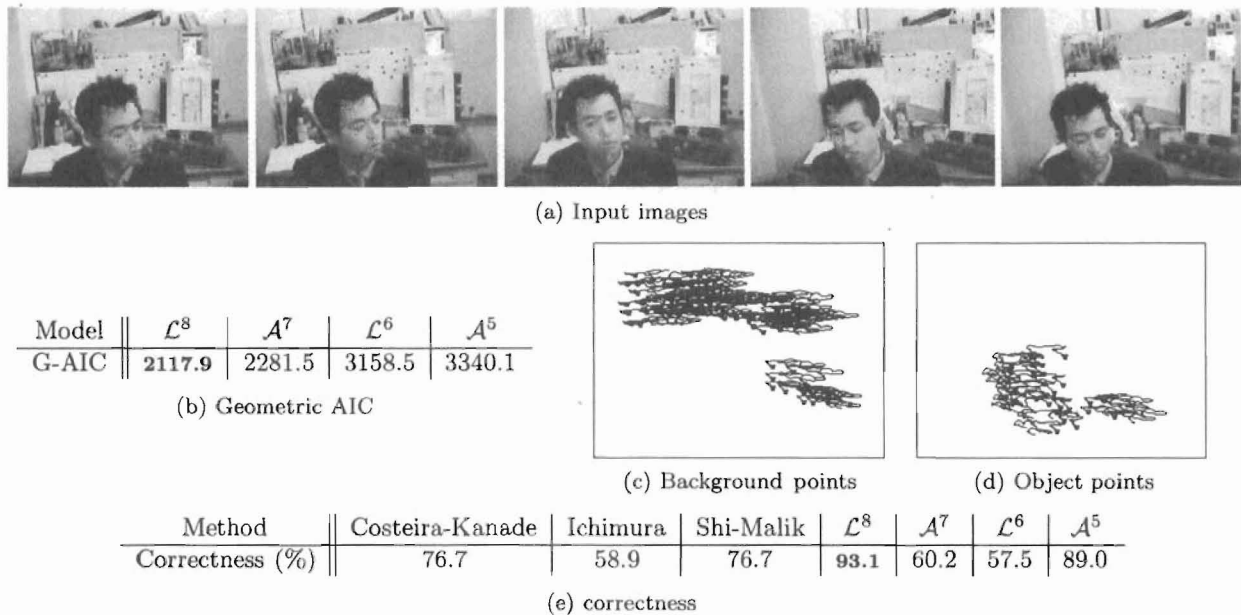 (a) Input images
Model | ℒ⁸ | 𝒜⁷ | ℒ⁶ | 𝒜⁵
G-AIC | 2117.9 | 2281.5 | 3158.5 | 3340.1
(b) Geometric AIC
(c) Background points
(d) Object points
Method | Costeira-Kanade | Ichimura | Shi-Malik | ℒ⁸ | 𝒜⁷ | ℒ⁶ | 𝒜⁵
Correctness (%) | 76.7 | 58.9 | 76.7 | 93.1 | 60.2 | 57.5 | 89.0
(e) correctness